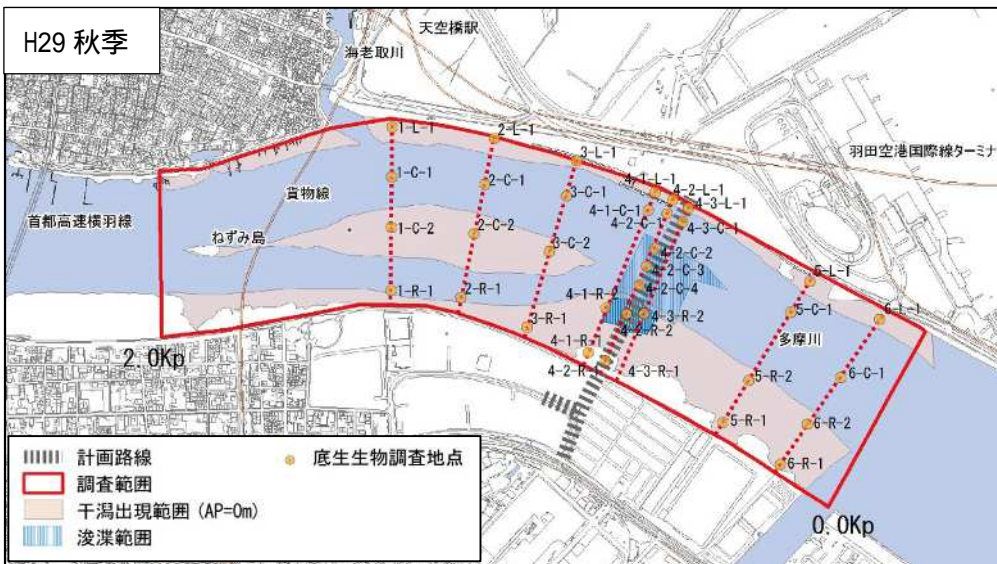 H29 秋季
天空橋駅
海老取川
羽田空港国際線ターミナ
首都高速横羽線
貨物線
ねずみ島
多摩川
1-L-1
1-C-1
1-C-2
1-R-1
2-L-1
2-C-1
2-C-2
2-R-1
3-L-1
3-C-1
3-C-2
3-R-1
4-1-L-1
4-2-L-1
4-3-L-1
4-1-C-1
4-3-C-1
4-2-C-2
4-2-C-3
4-2-C-4
4-3-R-2
4-2-R-2
4-1-R-1
4-2-R-1
4-3-R-1
5-L-1
5-C-1
5-R-2
5-R-1
6-L-1
6-C-1
6-R-2
6-R-1
2.0Kp
0.0Kp
計画路線
底生生物調査地点
調査範囲
干潟出現範囲 (AP=0m)
浚渫範囲